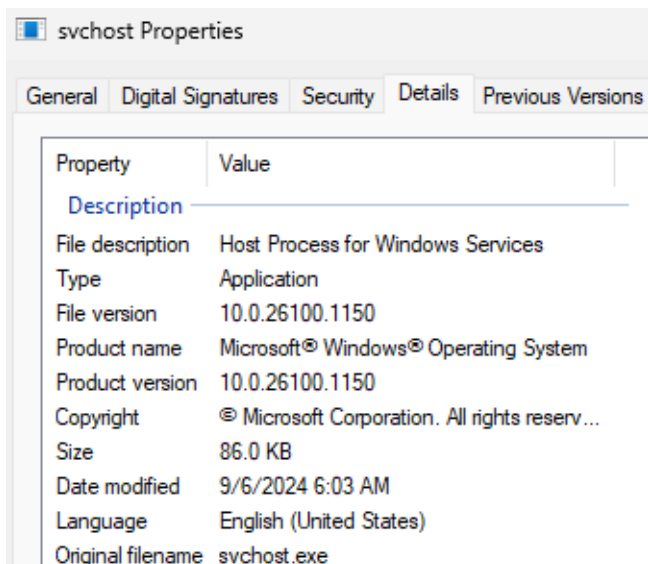 svchost Properties
General Digital Signatures Security Details Previous Versions
Property Value
Description
File description Host Process for Windows Services
Type Application
File version 10.0.26100.1150
Product name Microsoft® Windows® Operating System
Product version 10.0.26100.1150
Copyright © Microsoft Corporation. All rights reserv...
Size 86.0 KB
Date modified 9/6/2024 6:03 AM
Language English (United States)
Original filename svchost.exe